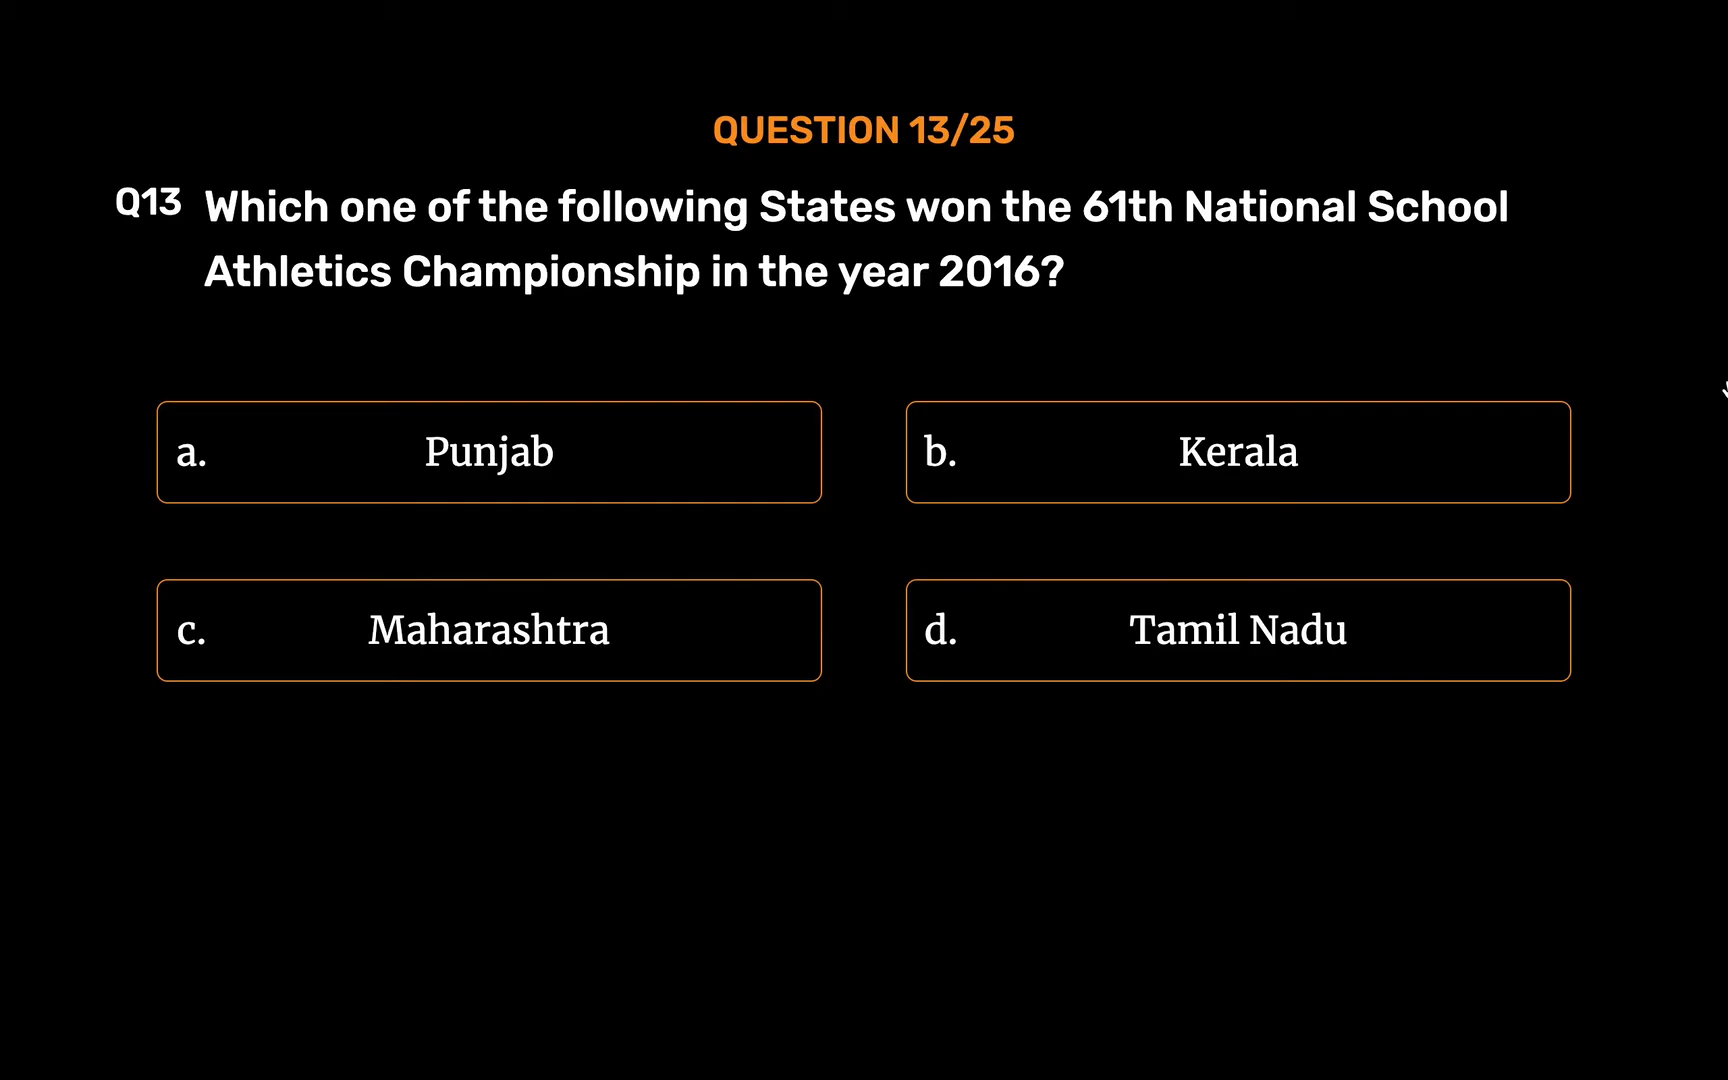 QUESTION 13/25
Q13 Which one of the following States won the 61th National School
Athletics Championship in the year 2016?
a. Punjab
b. Kerala
c. Maharashtra
d. Tamil Nadu